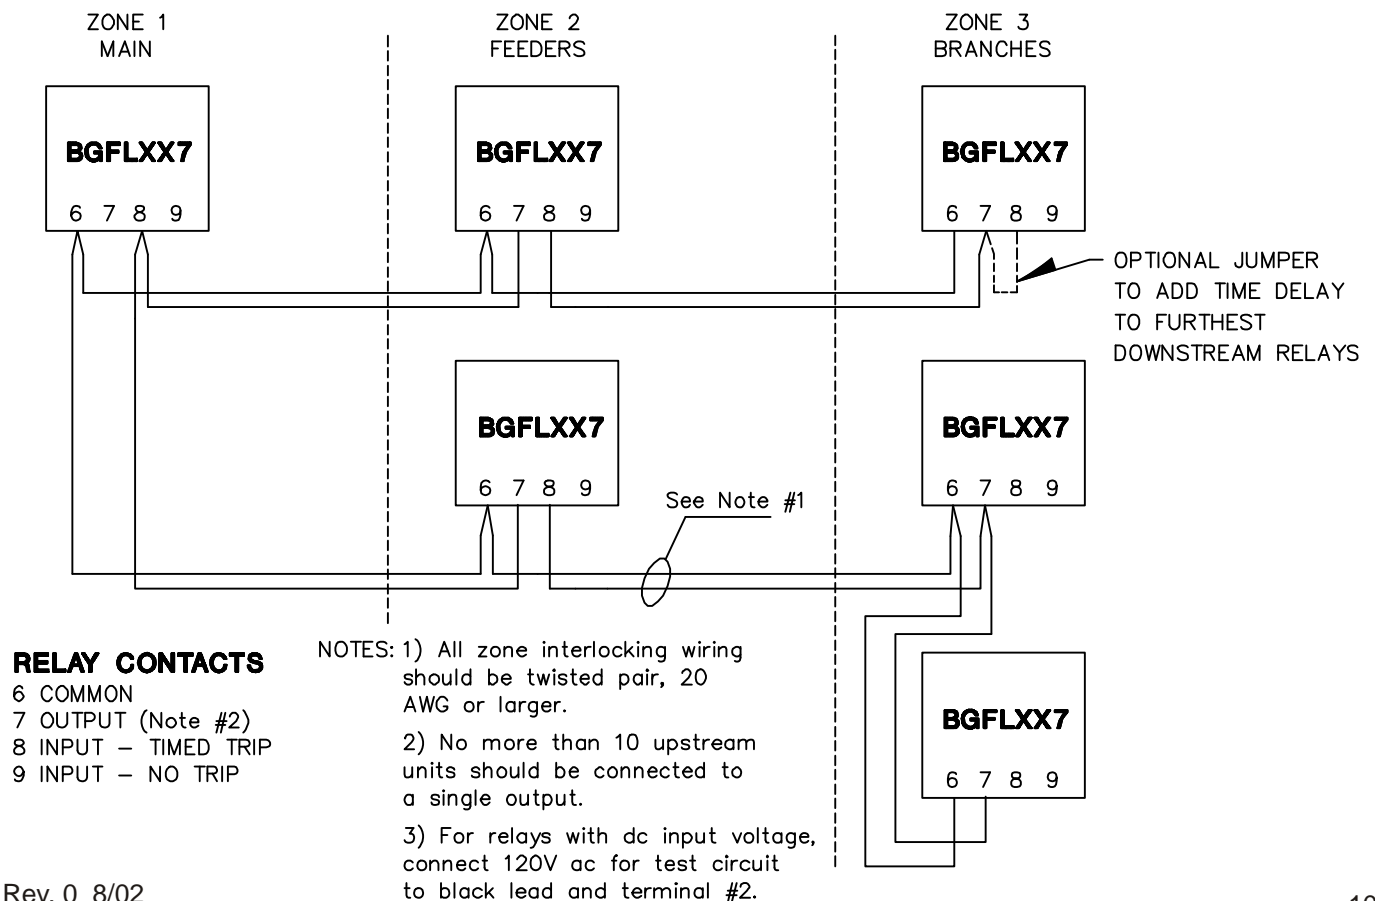 ZONE 1
MAIN
ZONE 2
FEEDERS
ZONE 3
BRANCHES
BGFLXX7
6 7 8 9
BGFLXX7
6 7 8 9
BGFLXX7
6 7 8 9
OPTIONAL JUMPER
TO ADD TIME DELAY
TO FURTHEST
DOWNSTREAM RELAYS
BGFLXX7
6 7 8 9
See Note #1
BGFLXX7
6 7 8 9
BGFLXX7
6 7 8 9
RELAY CONTACTS
6 COMMON
7 OUTPUT (Note #2)
8 INPUT – TIMED TRIP
9 INPUT – NO TRIP
NOTES: 1) All zone interlocking wiring
should be twisted pair, 20
AWG or larger.
2) No more than 10 upstream
units should be connected to
a single output.
3) For relays with dc input voltage,
connect 120V ac for test circuit
to black lead and terminal #2.
Rev. 0 8/02